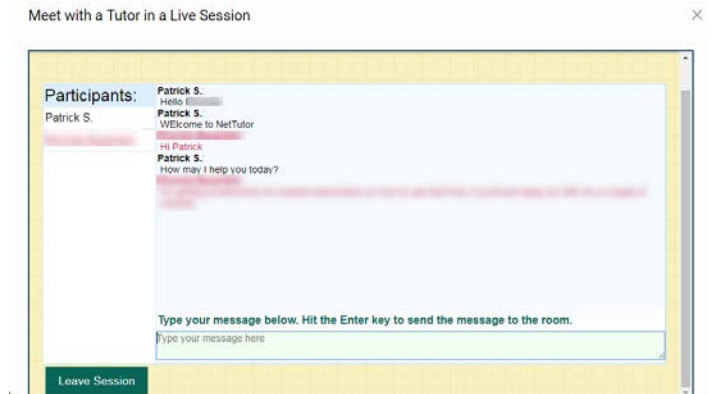 Meet with a Tutor in a Live Session
Participants:
Patrick S.
Patrick S.:
Hello
Patrick S.:
WElcome to NetTutor
Hi Patrick
Patrick S.:
How may I help you today?
Type your message below. Hit the Enter key to send the message to the room.
Type your message here
Leave Session